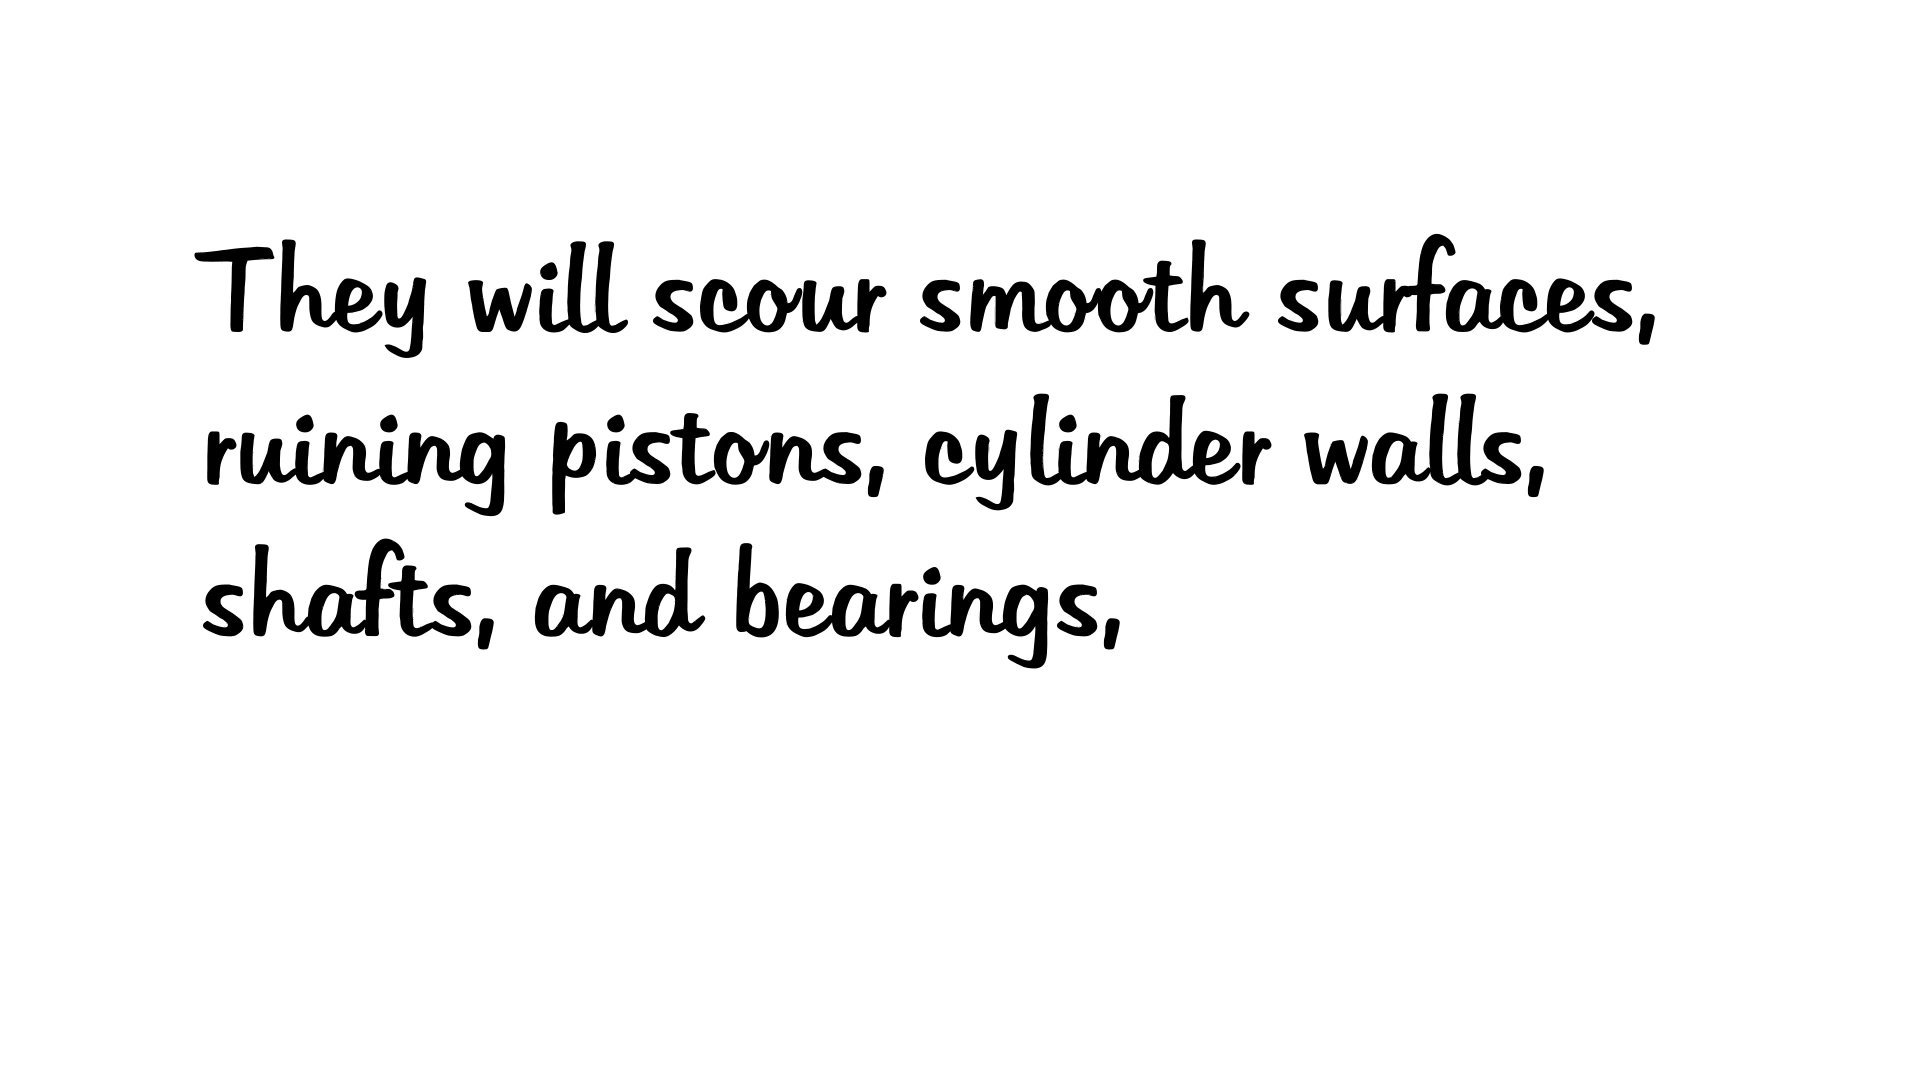 They will scour smooth surfaces,
ruining pistons, cylinder walls,
shafts, and bearings,